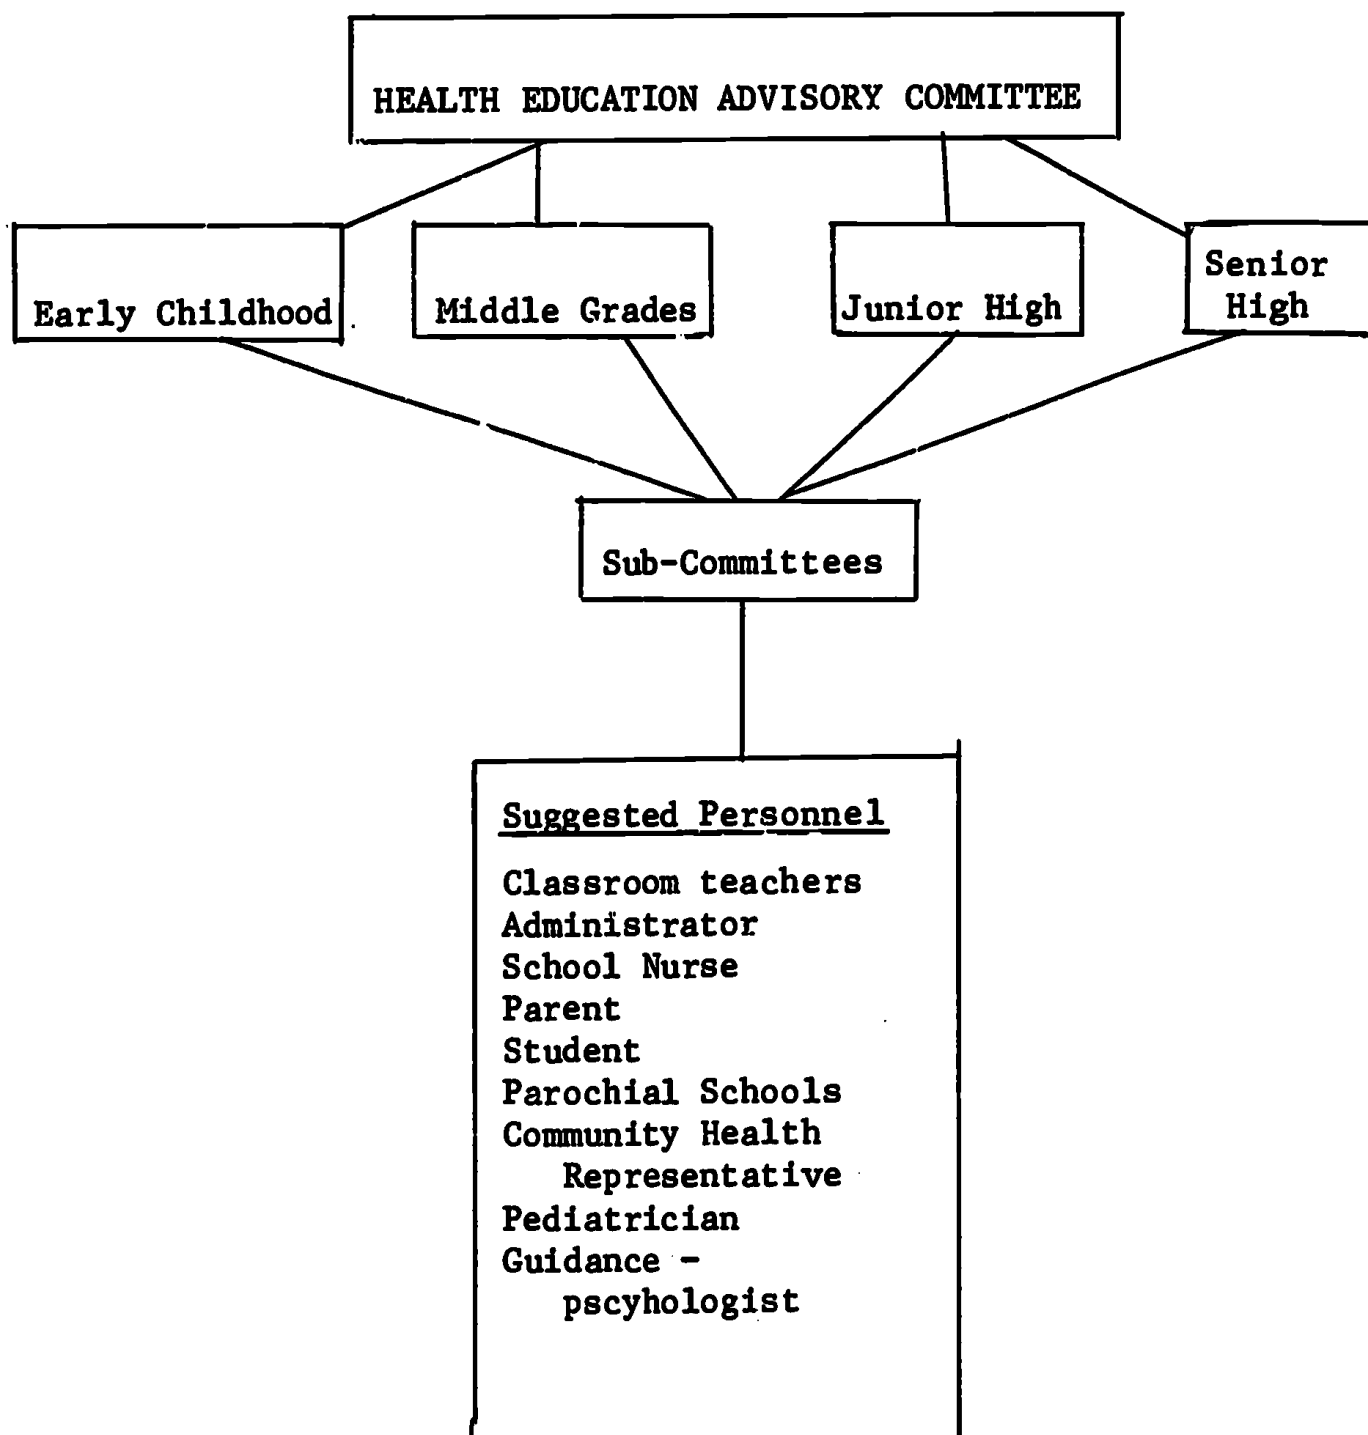 HEALTH EDUCATION ADVISORY COMMITTEE
Early Childhood
Middle Grades
Junior High
Senior
High
Sub-Committees
Suggested Personnel
Classroom teachers
Administrator
School Nurse
Parent
Student
Parochial Schools
Community Health
Representative
Pediatrician
Guidance -
pscyhologist